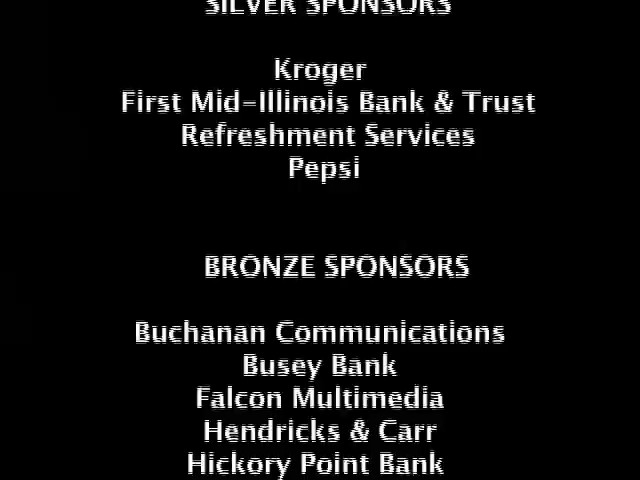 SILVER SPONSORS
Kroger
First Mid-Illinois Bank & Trust
Refreshment Services
Pepsi
BRONZE SPONSORS
Buchanan Communications
Busey Bank
Falcon Multimedia
Hendricks & Carr
Hickory Point Bank